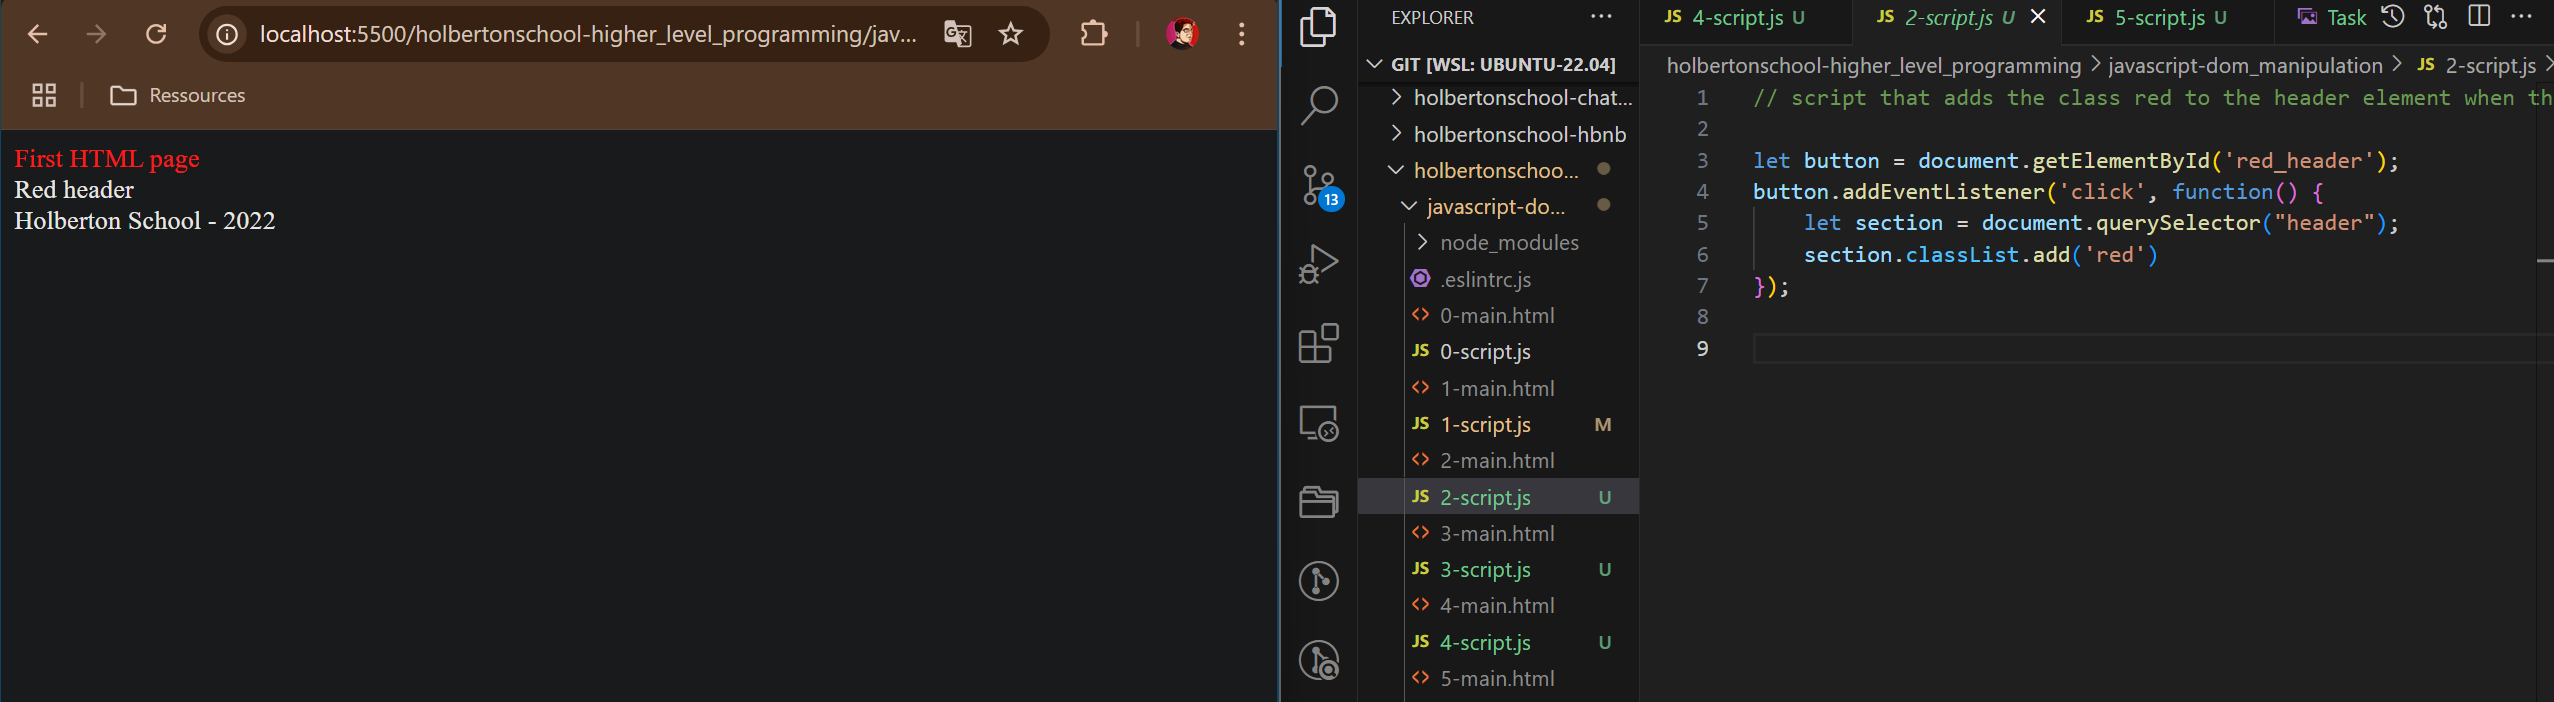 localhost:5500/holbertonschool-higher_level_programming/jav...
Ressources
First HTML page
Red header
Holberton School - 2022
EXPLORER
GIT [WSL: UBUNTU-22.04]
holbertonschool-chat...
holbertonschool-hbnb
holbertonschoo...
javascript-do...
node_modules
.eslintrc.js
<> 0-main.html
JS 0-script.js
<> 1-main.html
JS 1-script.js M
<> 2-main.html
JS 2-script.js U
<> 3-main.html
JS 3-script.js U
<> 4-main.html
JS 4-script.js U
<> 5-main.html
13
JS 4-script.js U
JS 2-script.js U
JS 5-script.js U
Task
holbertonschool-higher_level_programming > javascript-dom_manipulation > JS 2-script.js >
1 // script that adds the class red to the header element when th
2
3 let button = document.getElementById('red_header');
4 button.addEventListener('click', function() {
5 let section = document.querySelector("header");
6 section.classList.add('red')
7 });
8
9